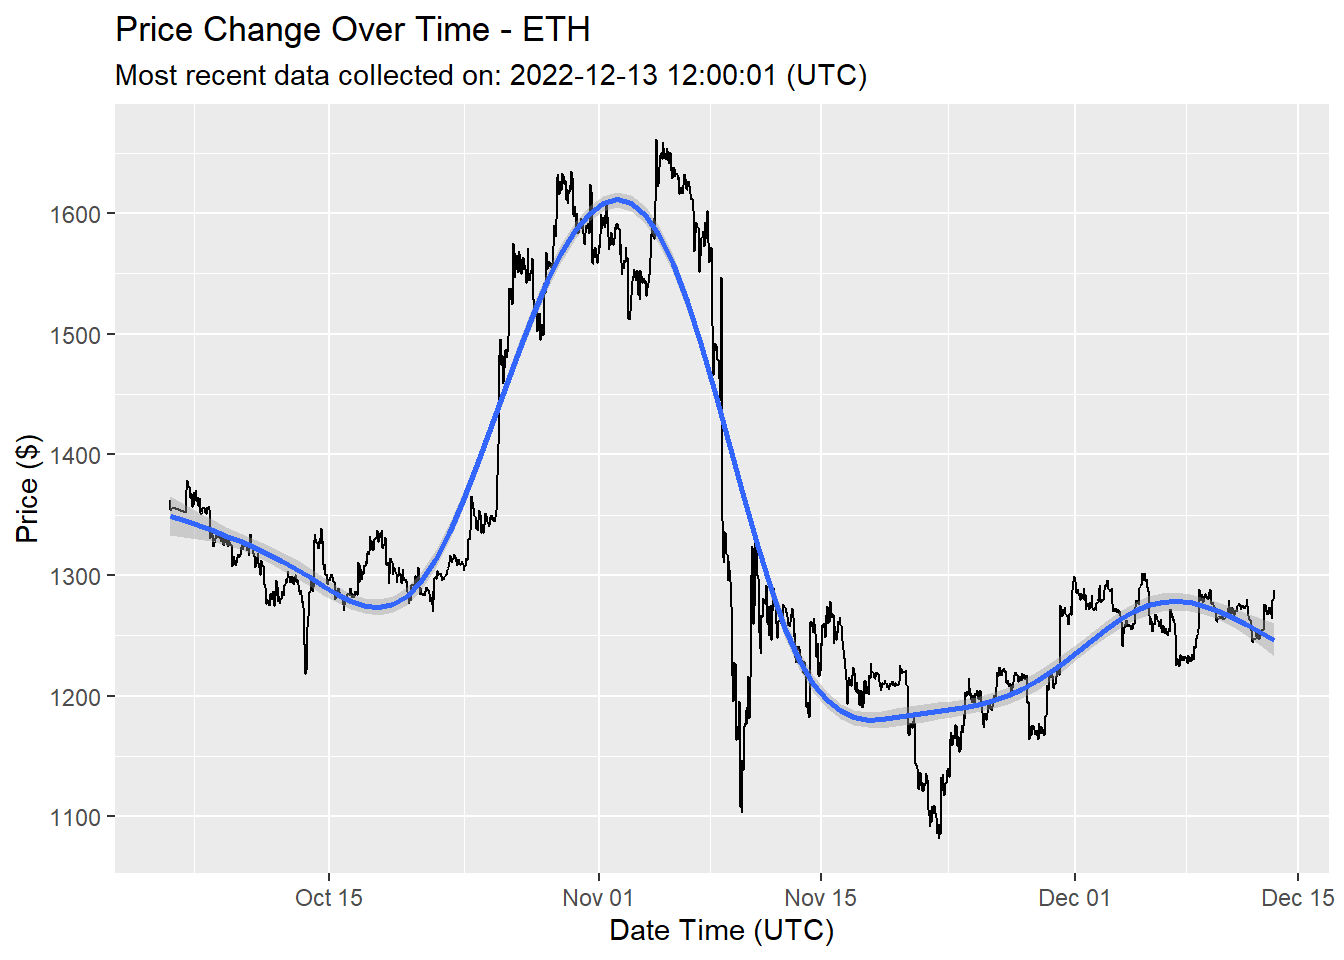 Price Change Over Time - ETH
Most recent data collected on: 2022-12-13 12:00:01 (UTC)
Price ($)
1600
1500
1400
1300
1200
1100
Oct 15
Nov 01
Nov 15
Dec 01
Dec 15
Date Time (UTC)